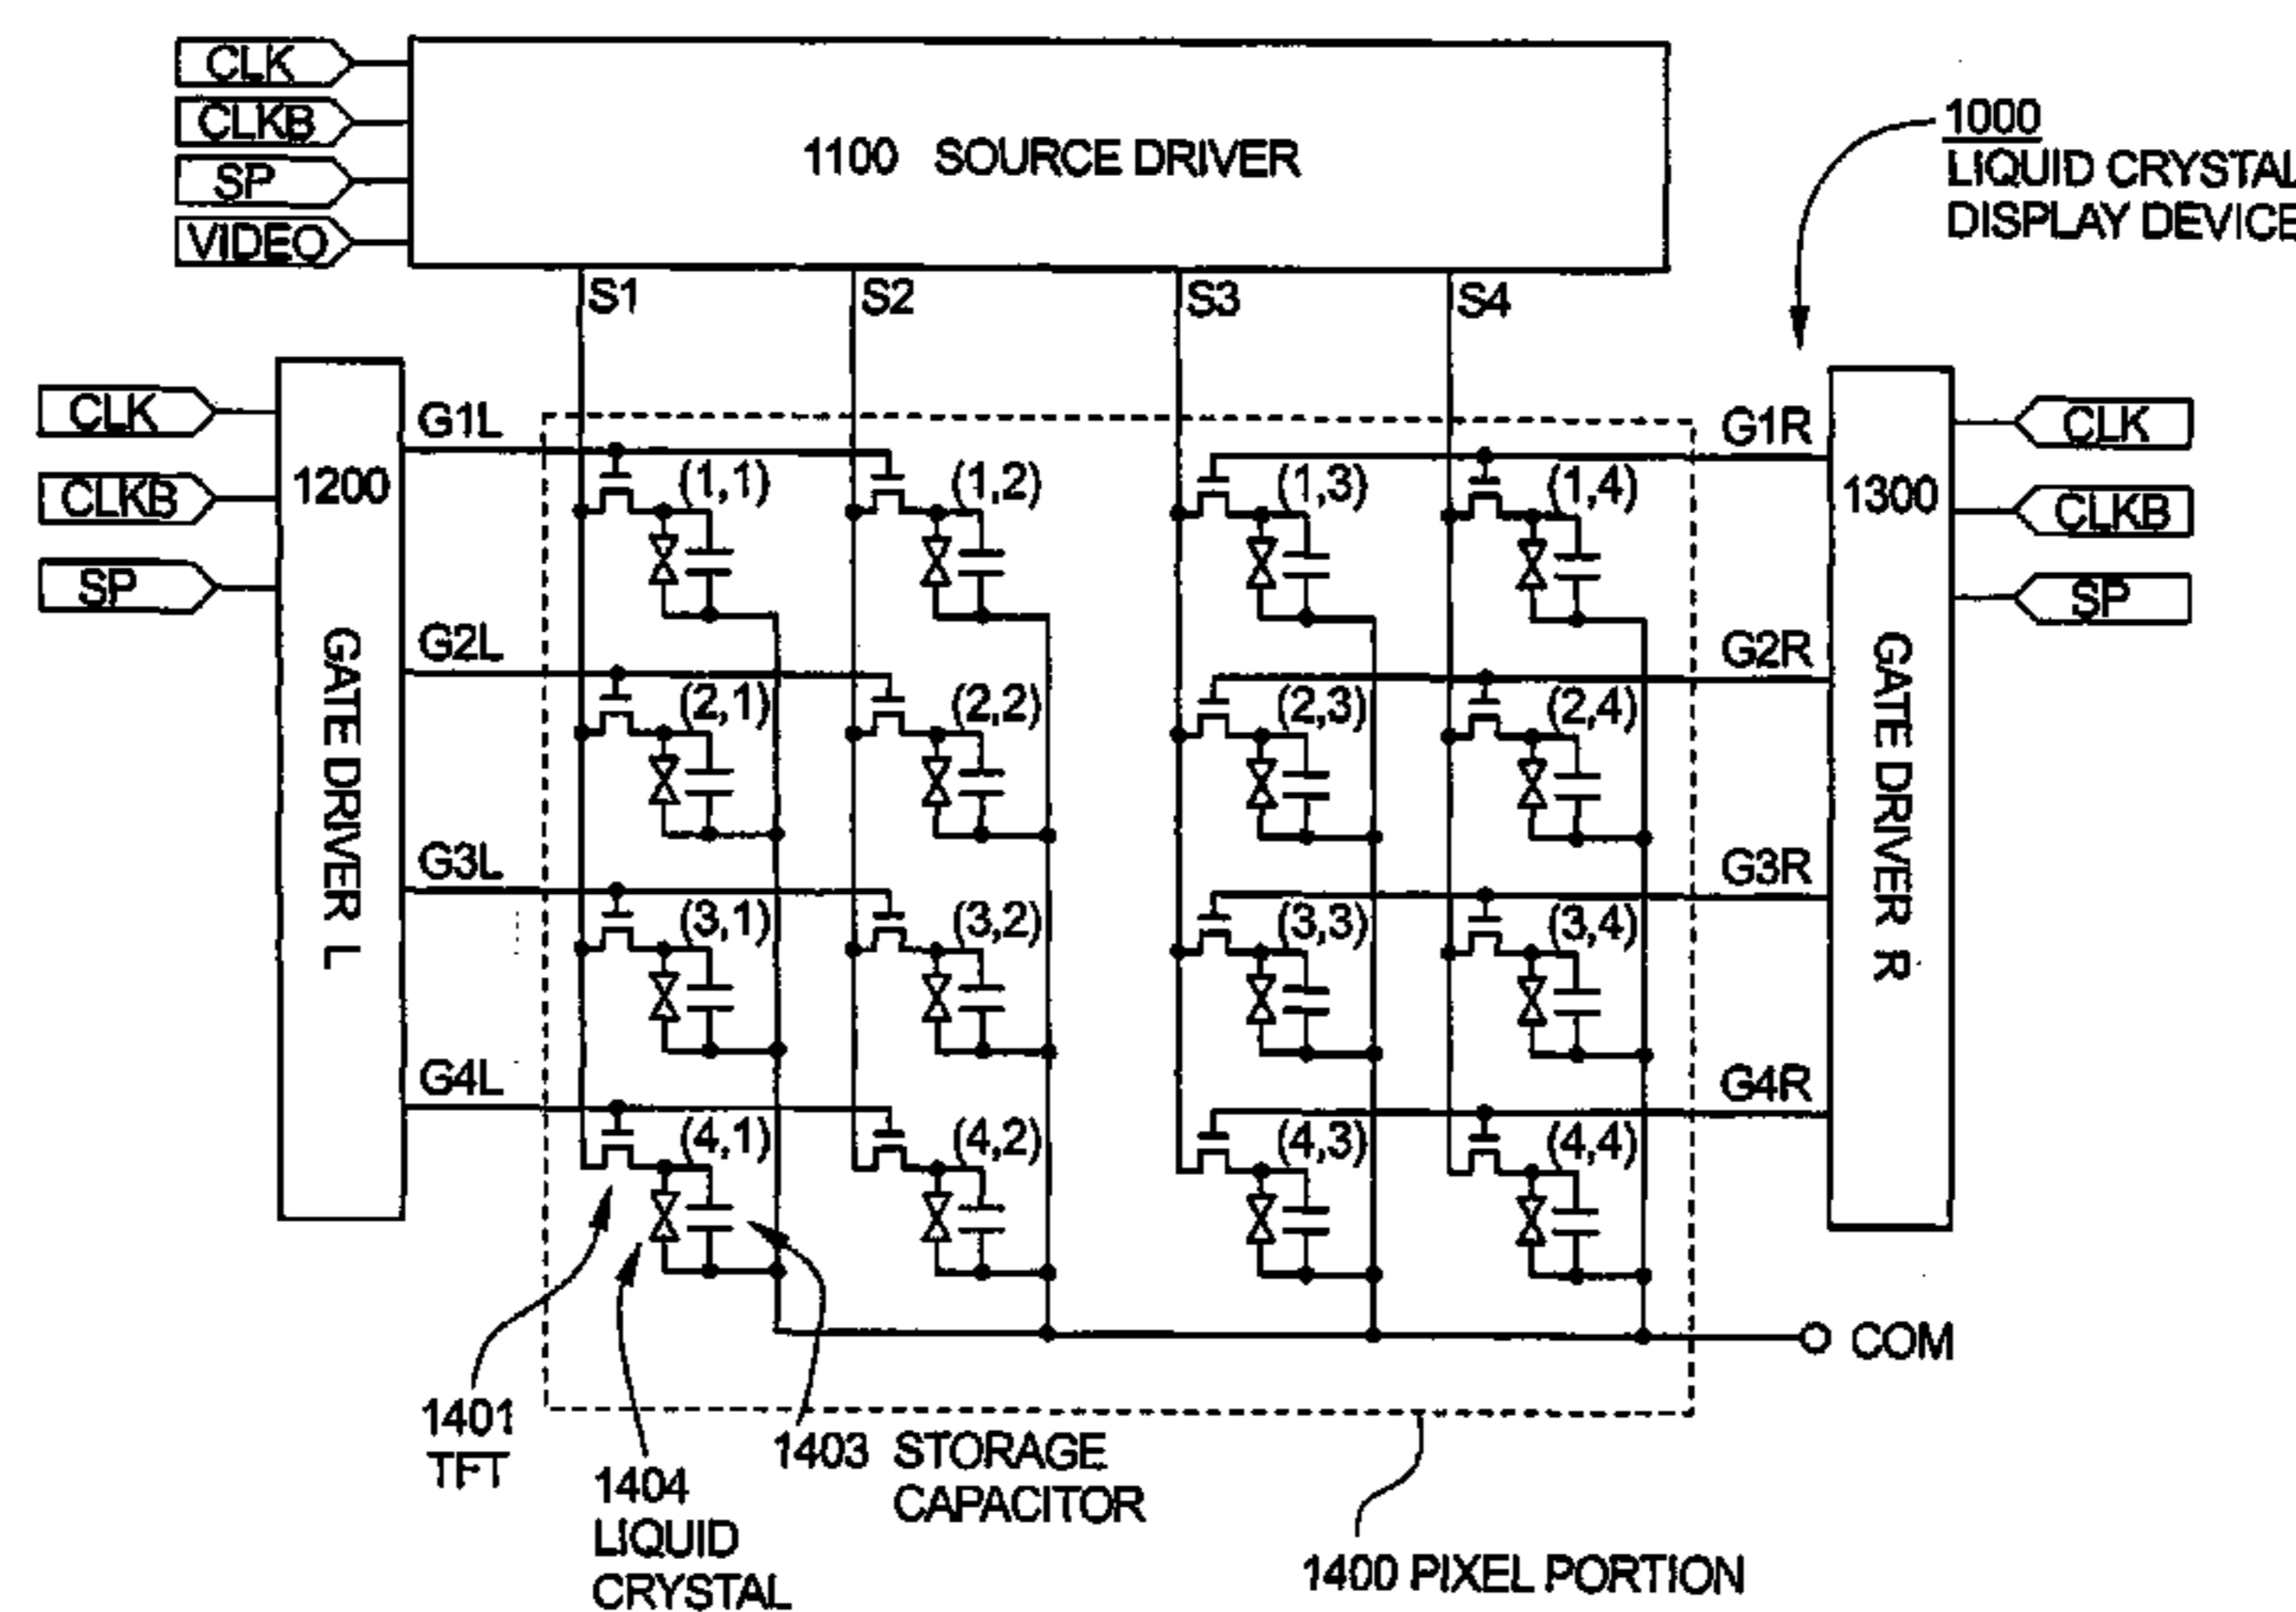 CLK
CLKB
SP
VIDEO
1100 SOURCE DRIVER
1000
LIQUID CRYSTAL
DISPLAY DEVICE
S1 S2 S3 S4
CLK
CLKB
SP
1200
GATE DRIVER L
G1L
G2L
G3L
G4L
(1,1) (1,2) (1,3) (1,4)
(2,1) (2,2) (2,3) (2,4)
(3,1) (3,2) (3,3) (3,4)
(4,1) (4,2) (4,3) (4,4)
G1R
G2R
G3R
G4R
1300
GATE DRIVER R
CLK
CLKB
SP
COM
1401
TFT
1404
LIQUID
CRYSTAL
1403 STORAGE
CAPACITOR
1400 PIXEL PORTION